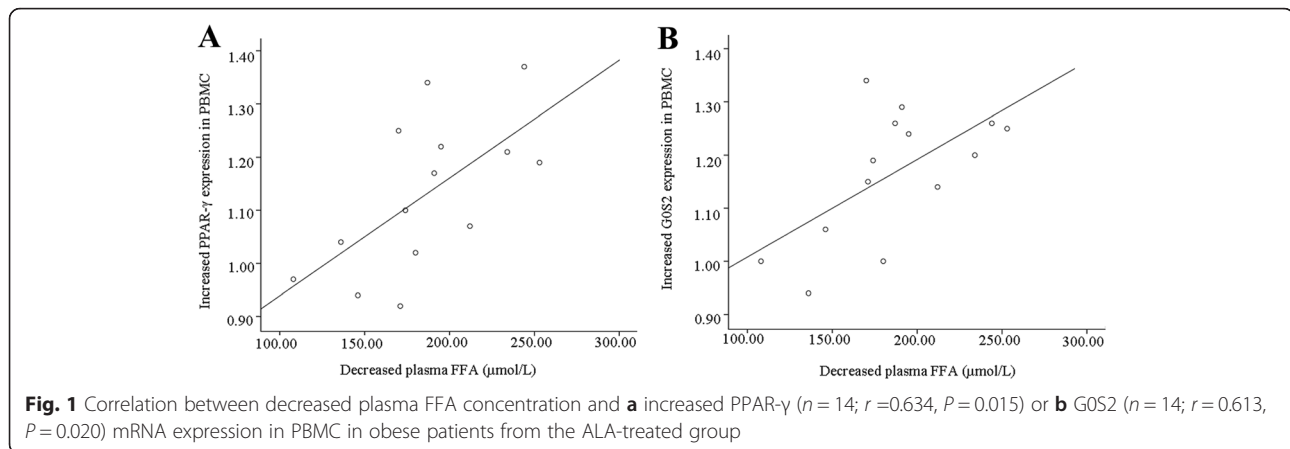 A
Increased PPAR-γ expression in PBMC
1.40
1.30
1.20
1.10
1.00
0.90
100.00 150.00 200.00 250.00 300.00
Decreased plasma FFA (μmol/L)
B
Increased G0S2 expression in PBMC
1.40
1.30
1.20
1.10
1.00
0.90
100.00 150.00 200.00 250.00 300.00
Decreased plasma FFA (μmol/L)
Fig. 1 Correlation between decreased plasma FFA concentration and a increased PPAR-γ (n = 14; r =0.634, P = 0.015) or b G0S2 (n = 14; r = 0.613,
P = 0.020) mRNA expression in PBMC in obese patients from the ALA-treated group